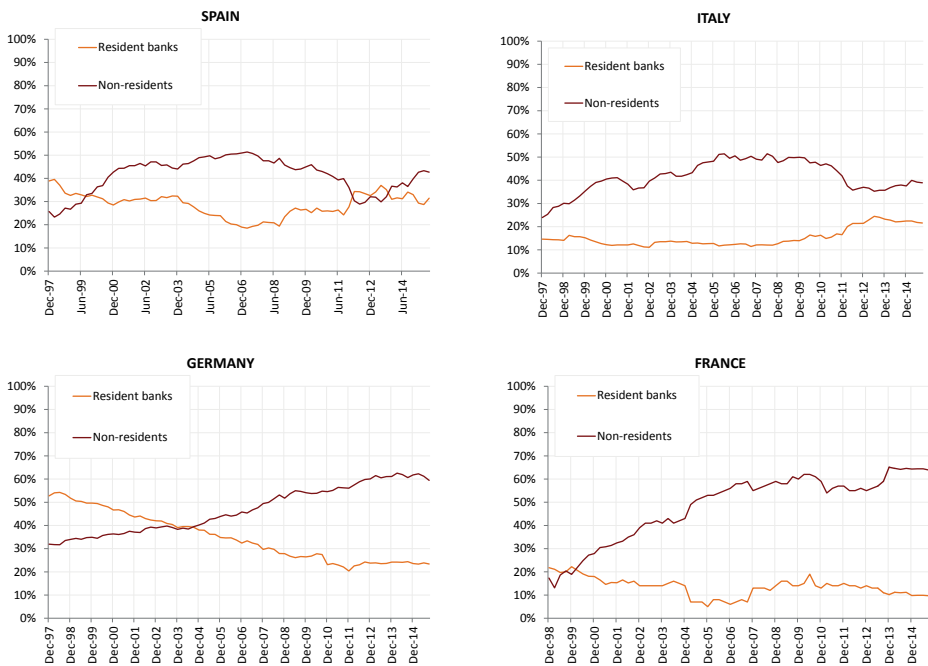 SPAIN
100%
90%
80%
70%
60%
50%
40%
30%
20%
10%
0%
Resident banks
Non-residents
Dec-97
Jun-99
Dec-00
Jun-02
Dec-03
Jun-05
Dec-06
Jun-08
Dec-09
Jun-11
Dec-12
Jun-14
ITALY
100%
90%
80%
70%
60%
50%
40%
30%
20%
10%
0%
Resident banks
Non-residents
Dec-97
Dec-98
Dec-99
Dec-00
Dec-01
Dec-02
Dec-03
Dec-04
Dec-05
Dec-06
Dec-07
Dec-08
Dec-09
Dec-10
Dec-11
Dec-12
Dec-13
Dec-14
GERMANY
100%
90%
80%
70%
60%
50%
40%
30%
20%
10%
0%
Resident banks
Non-residents
Dec-97
Dec-98
Dec-99
Dec-00
Dec-01
Dec-02
Dec-03
Dec-04
Dec-05
Dec-06
Dec-07
Dec-08
Dec-09
Dec-10
Dec-11
Dec-12
Dec-13
Dec-14
FRANCE
100%
90%
80%
70%
60%
50%
40%
30%
20%
10%
0%
Resident banks
Non-residents
Dec-98
Dec-99
Dec-00
Dec-01
Dec-02
Dec-03
Dec-04
Dec-05
Dec-06
Dec-07
Dec-08
Dec-09
Dec-10
Dec-11
Dec-12
Dec-13
Dec-14